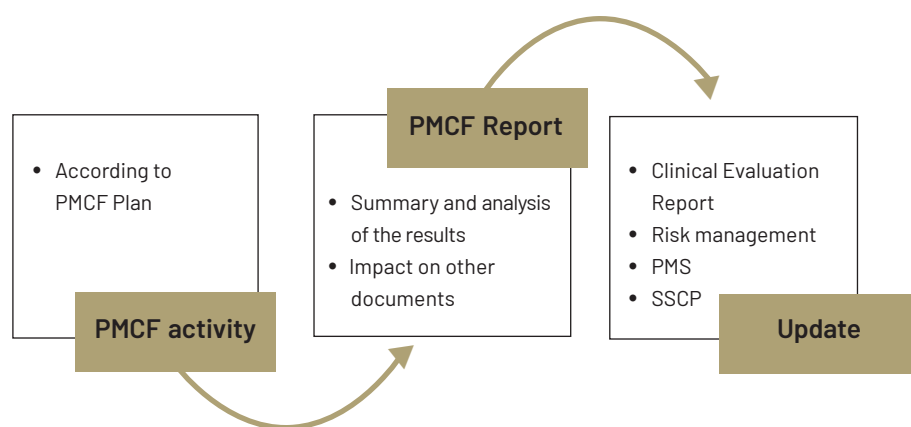 • According to
PMCF Plan
PMCF activity
PMCF Report
• Summary and analysis
of the results
• Impact on other
documents
• Clinical Evaluation
Report
• Risk management
• PMS
• SSCP
Update